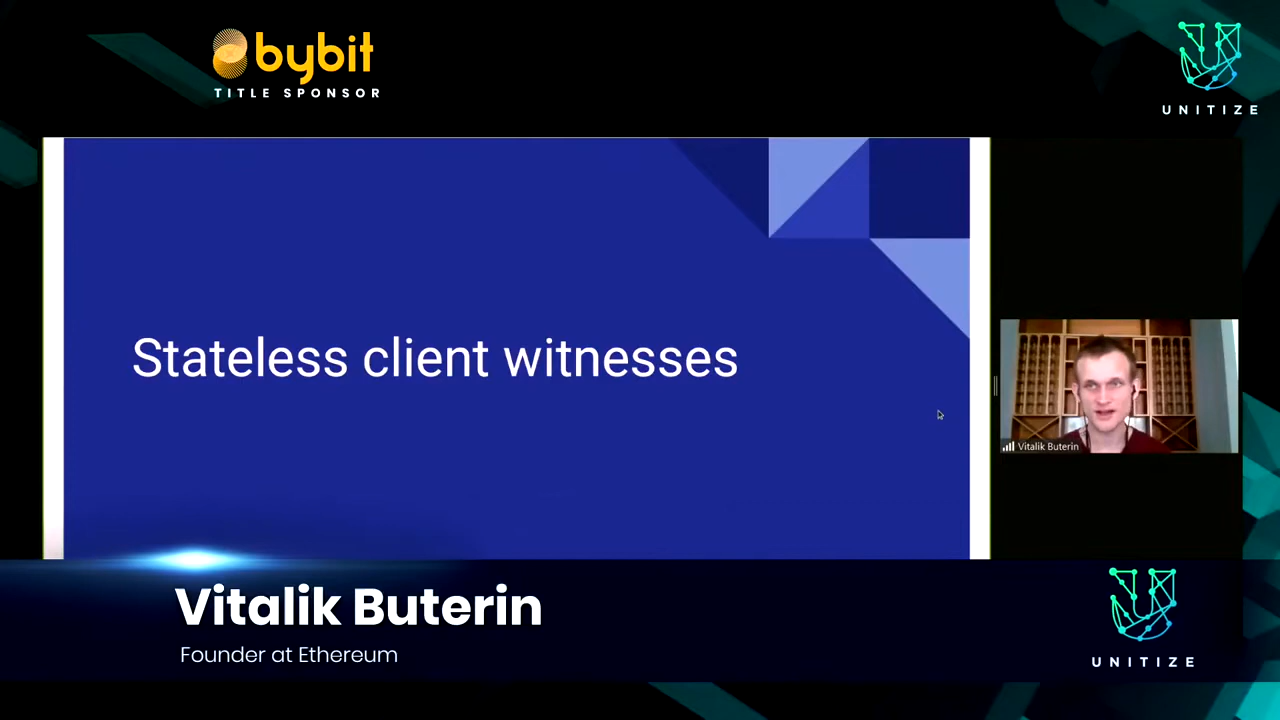 bybit
TITLE SPONSOR
UNITIZE
Stateless client witnesses
Vitalik Buterin
Vitalik Buterin
Founder at Ethereum
UNITIZE